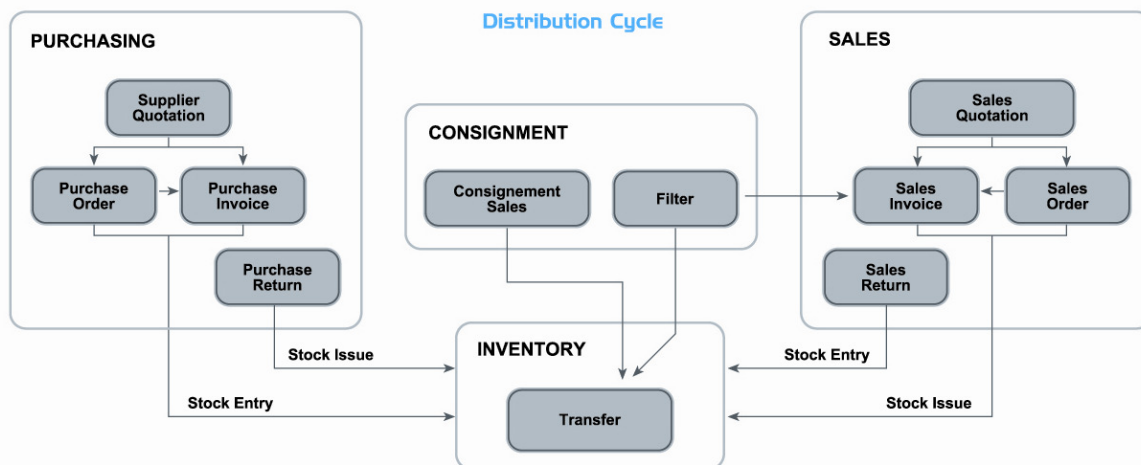 Distribution Cycle
PURCHASING
Supplier
Quotation
Purchase
Order
Purchase
Invoice
Purchase
Return
CONSIGNMENT
Consignement
Sales
Filter
SALES
Sales
Quotation
Sales
Invoice
Sales
Order
Sales
Return
Stock Issue
Stock Entry
INVENTORY
Transfer
Stock Entry
Stock Issue